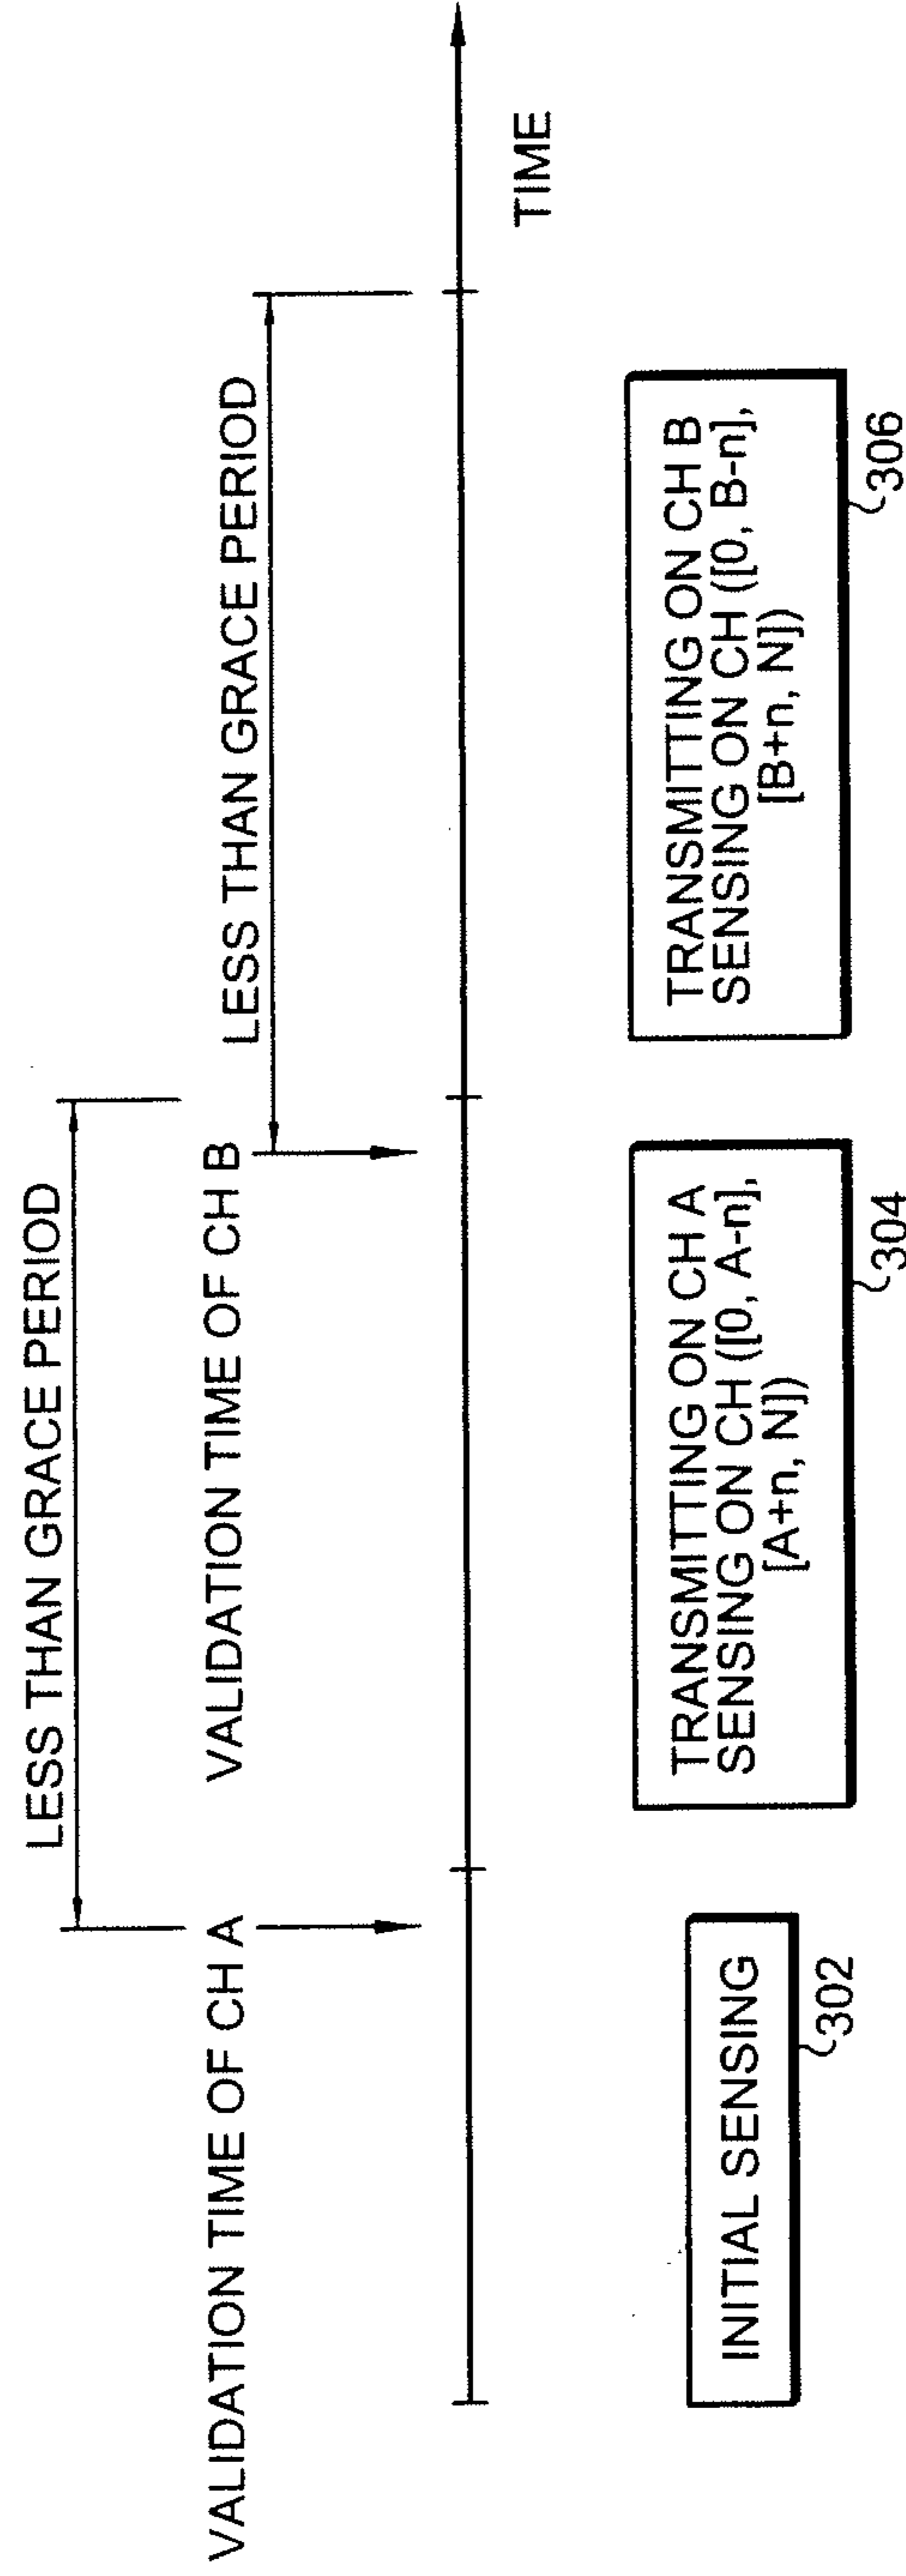 LESS THAN GRACE PERIOD
VALIDATION TIME OF CH A
VALIDATION TIME OF CH B
LESS THAN GRACE PERIOD
TIME
INITIAL SENSING
302
TRANSMITTING ON CH A
SENSING ON CH ([0, A-n],
[A+n, N])
304
TRANSMITTING ON CH B
SENSING ON CH ([0, B-n],
[B+n, N])
306